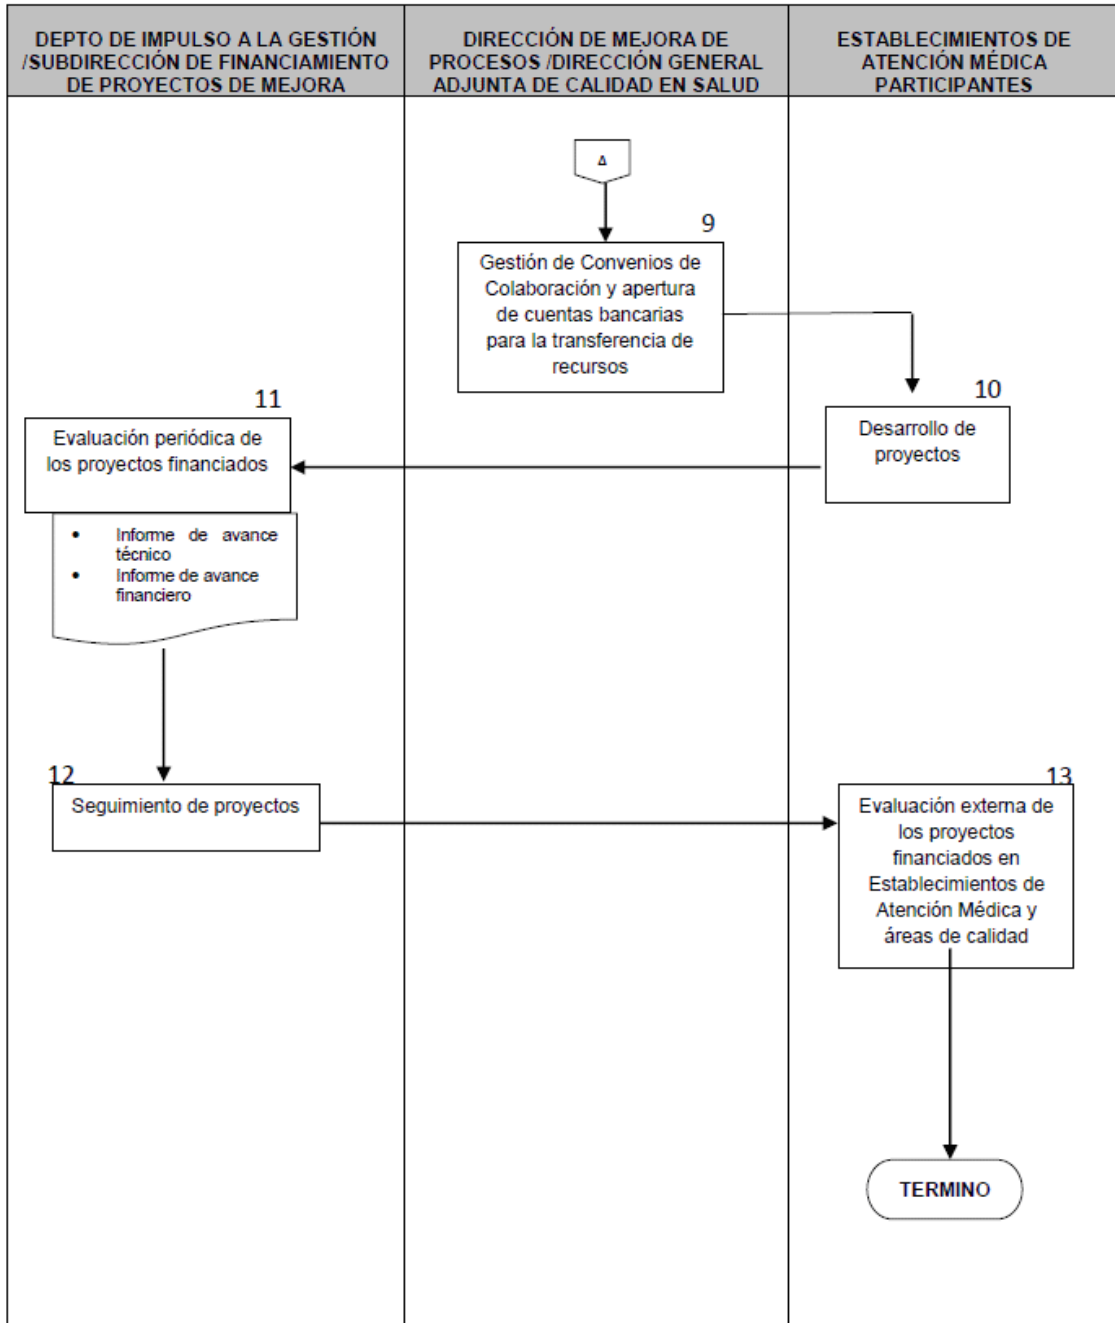 DEPTO DE IMPULSO A LA GESTIÓN
/SUBDIRECCIÓN DE FINANCIAMIENTO
DE PROYECTOS DE MEJORA
DIRECCIÓN DE MEJORA DE
PROCESOS /DIRECCIÓN GENERAL
ADJUNTA DE CALIDAD EN SALUD
ESTABLECIMIENTOS DE
ATENCIÓN MÉDICA
PARTICIPANTES
9
Gestión de Convenios de
Colaboración y apertura
de cuentas bancarias
para la transferencia de
recursos
10
Desarrollo de
proyectos
11
Evaluación periódica de
los proyectos financiados
• Informe de avance
técnico
• Informe de avance
financiero
12
Seguimiento de proyectos
13
Evaluación externa de
los proyectos
financiados en
Establecimientos de
Atención Médica y
áreas de calidad
TERMINO